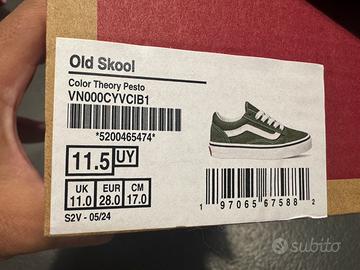 Old Skool
Color Theory Pesto
VN000CYVCIB1
*5200465474*
11.5 UY
UK EUR CM
11.0 28.0 17.0
S2V - 05/24
1 97065 67588 2
subito